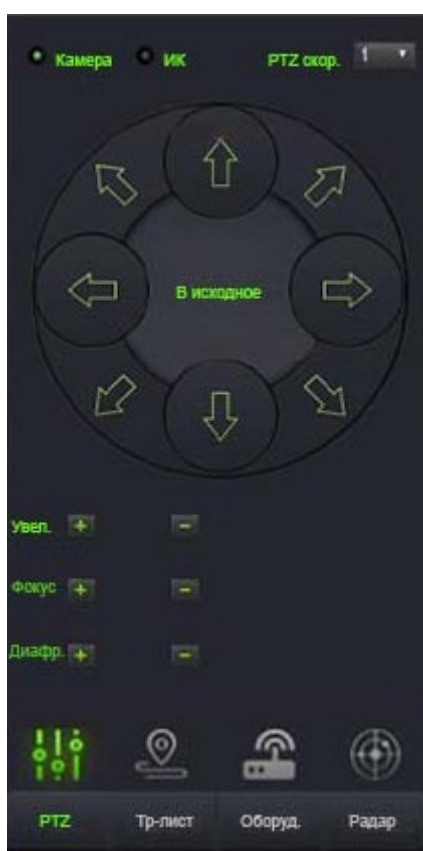 Камера ИК PTZ скор. 1
В исходное
Увел. + −
Фокус + −
Диафр. + −
PTZ Тр-лист Оборуд. Радар